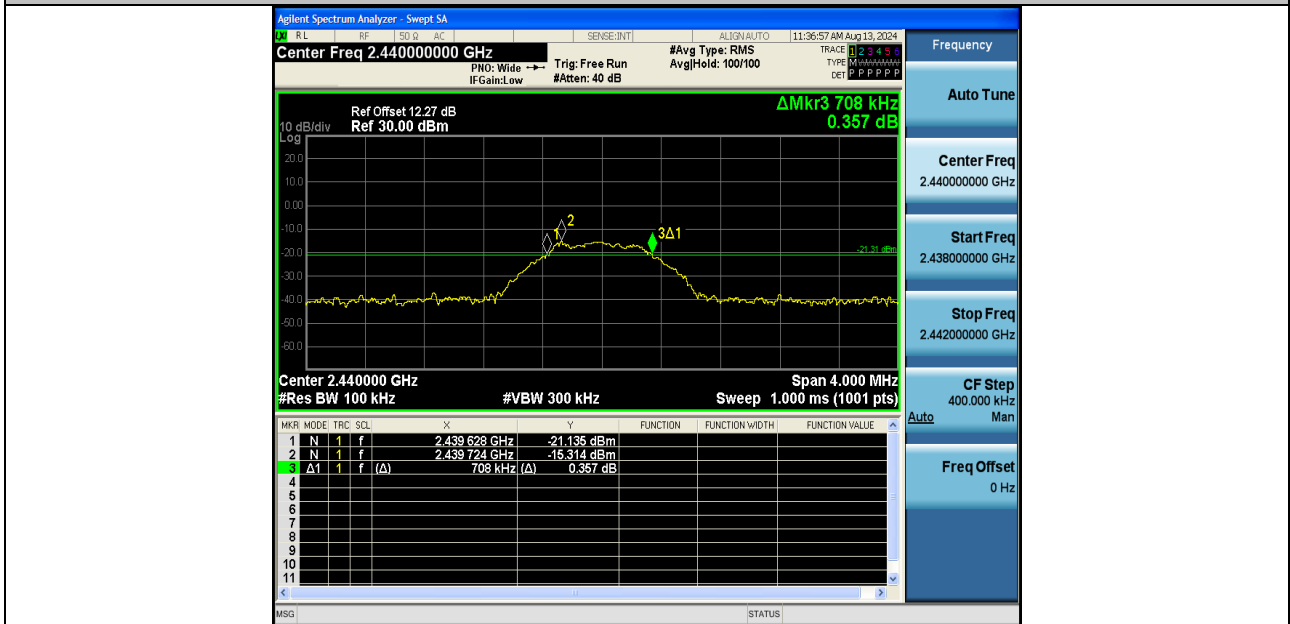 Agilent Spectrum Analyzer - Swept SA
RL RF 50 Ω AC SENSE:INT ALIGN AUTO 11:36:57 AM Aug 13, 2024
Center Freq 2.440000000 GHz
#Avg Type: RMS
TRACE 1 2 3 4 5 6
PNO: Wide
Trig: Free Run
Avg|Hold: 100/100
TYPE M
IFGain:Low
#Atten: 40 dB
DET P P P P P P
ΔMkr3 708 kHz
0.357 dB
Ref Offset 12.27 dB
10 dB/div Ref 30.00 dBm
Log
20.0
10.0
0.00
-10.0
-20.0
-30.0
-40.0
-50.0
-60.0
1
2
3Δ1
-21.31 dBm
Center 2.440000 GHz Span 4.000 MHz
#Res BW 100 kHz #VBW 300 kHz Sweep 1.000 ms (1001 pts)
MKR MODE TRC SCL X Y FUNCTION FUNCTION WIDTH FUNCTION VALUE
1 N 1 f 2.439 628 GHz -21.135 dBm
2 N 1 f 2.439 724 GHz -15.314 dBm
3 Δ1 1 f (Δ) 708 kHz (Δ) 0.357 dB
4
5
6
7
8
9
10
11
MSG STATUS
Frequency
Auto Tune
Center Freq
2.440000000 GHz
Start Freq
2.438000000 GHz
Stop Freq
2.442000000 GHz
CF Step
400.000 kHz
Auto Man
Freq Offset
0 Hz